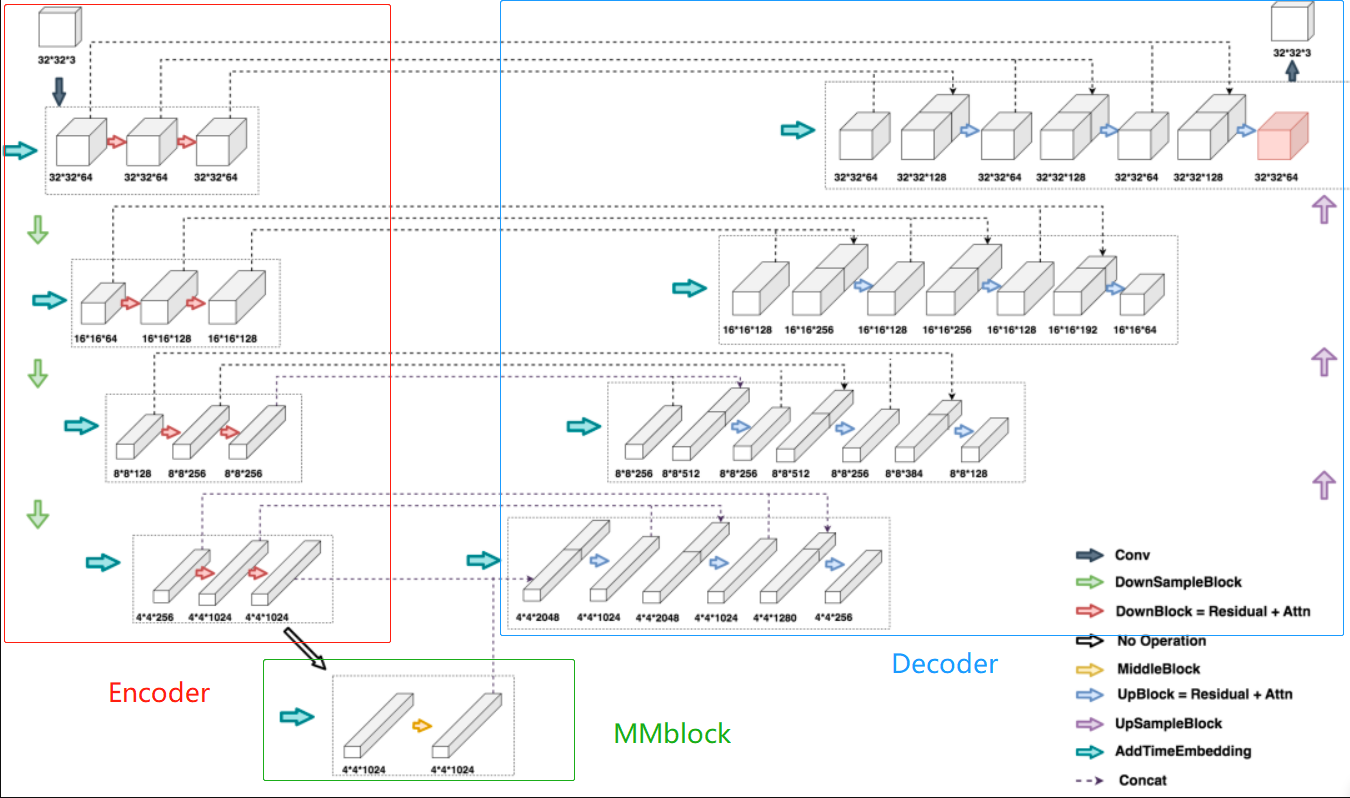 32*32*3
32*32*3
32*32*64 32*32*64 32*32*64
32*32*64 32*32*128 32*32*64 32*32*128 32*32*64 32*32*128 32*32*64
16*16*64 16*16*128 16*16*128
16*16*128 16*16*256 16*16*128 16*16*256 16*16*128 16*16*192 16*16*64
8*8*128 8*8*256 8*8*256
8*8*256 8*8*512 8*8*256 8*8*512 8*8*256 8*8*384 8*8*128
4*4*256 4*4*1024 4*4*1024
4*4*2048 4*4*1024 4*4*2048 4*4*1024 4*4*1280 4*4*256
Encoder
4*4*1024 4*4*1024
MMblock
Decoder
Conv
DownSampleBlock
DownBlock = Residual + Attn
No Operation
MiddleBlock
UpBlock = Residual + Attn
UpSampleBlock
AddTimeEmbedding
Concat